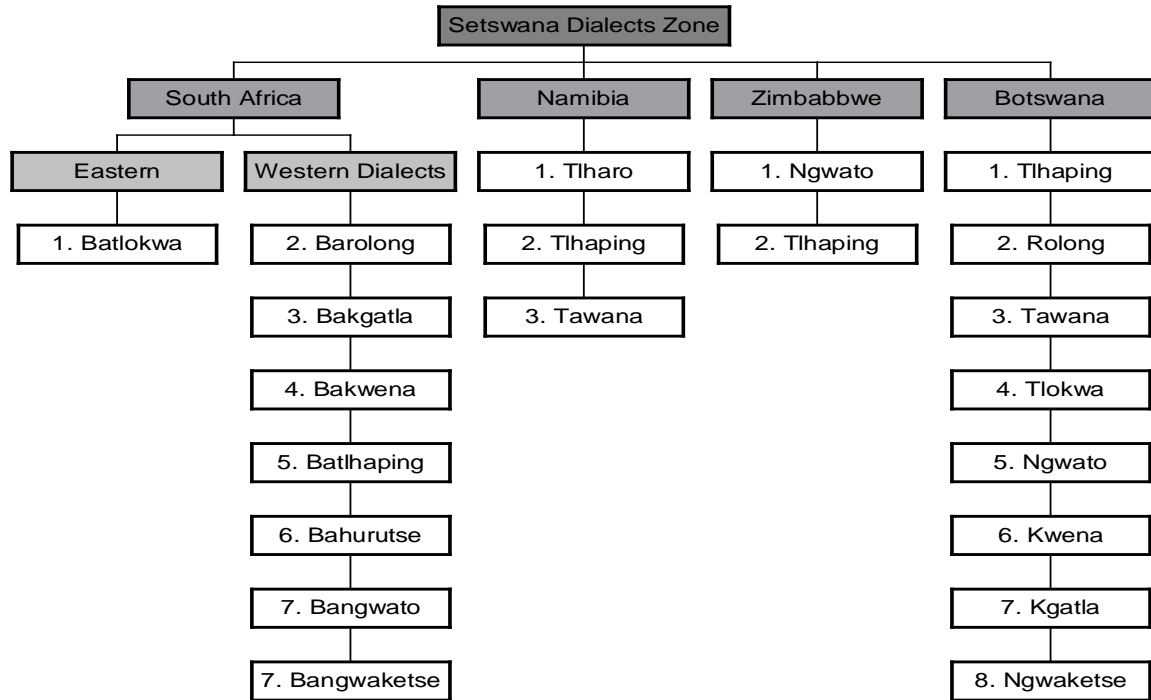 Setswana Dialects Zone
South Africa
Namibia
Zimbabbwe
Botswana
Eastern
Western Dialects
1. Tlharo
1. Ngwato
1. Tlhaping
1. Batlokwa
2. Barolong
2. Tlhaping
2. Tlhaping
2. Rolong
3. Bakgatla
3. Tawana
3. Tawana
4. Bakwena
4. Tlokwa
5. Batlhaping
5. Ngwato
6. Bahurutse
6. Kwena
7. Bangwato
7. Kgatla
7. Bangwaketse
8. Ngwaketse